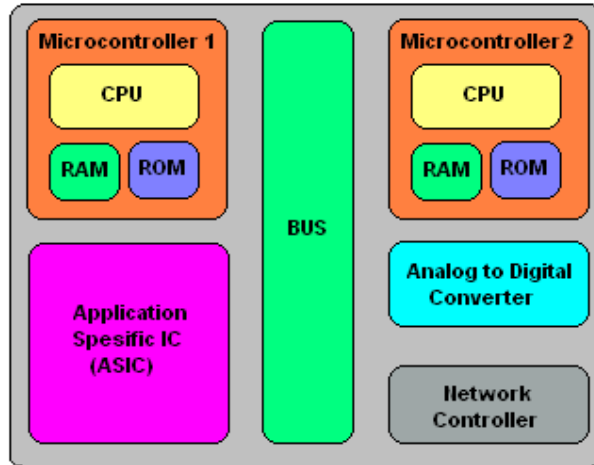 Microcontroller 1
CPU
RAM
ROM
Application
Spesific IC
(ASIC)
BUS
Microcontroller 2
CPU
RAM
ROM
Analog to Digital
Converter
Network
Controller